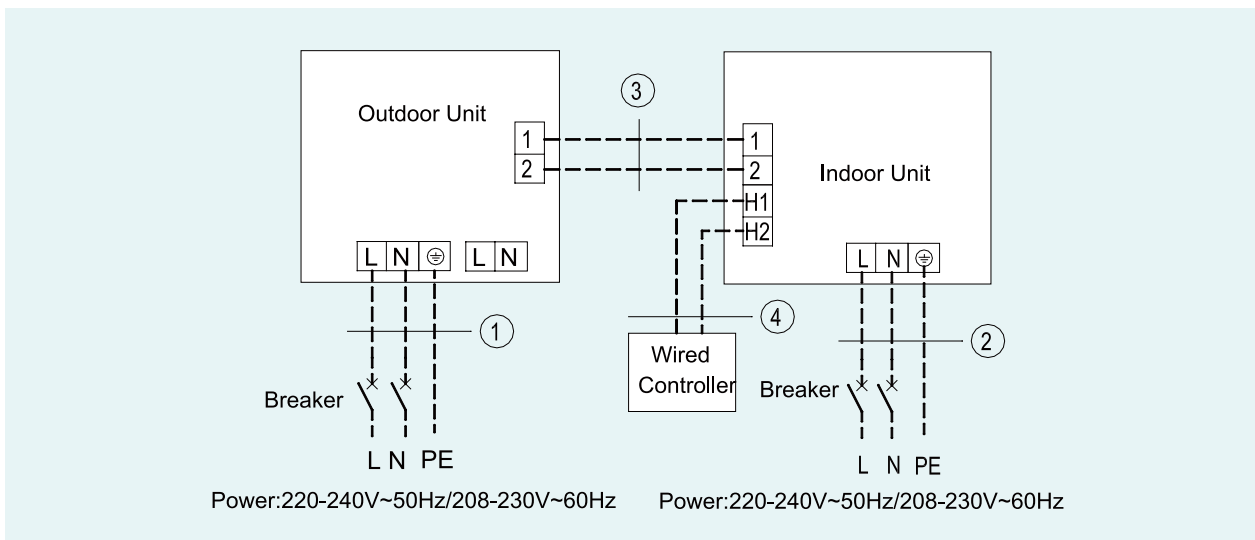 Outdoor Unit
1
2
L N
L N
3
1
2
H1
H2
Indoor Unit
L N
1
4
2
Wired
Controller
Breaker
Breaker
L N PE
L N PE
Power:220-240V~50Hz/208-230V~60Hz
Power:220-240V~50Hz/208-230V~60Hz